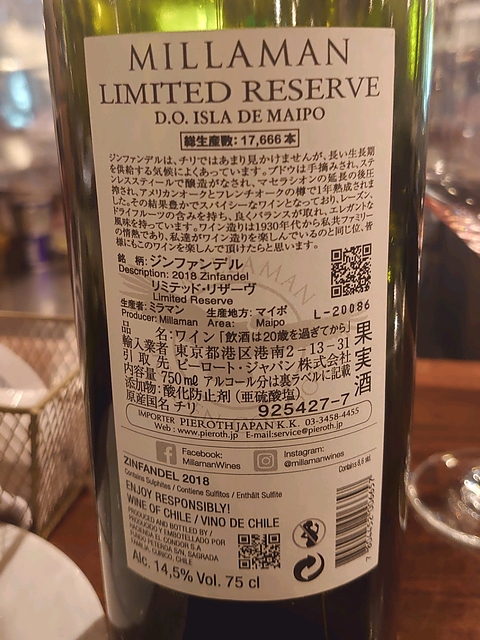 MILLAMAN
LIMITED RESERVE
D.O. ISLA DE MAIPO
総生産数: 17,666 本
ジンファンデルは、チリではあまり見かけませんが、長い生長期
を供給する気候によくあっています。ブドウは手摘みされ、ステ
ンレススティールで醸造がなされ、マセラシオンの延長の後圧
搾され、アメリカンオークとフレンチオークの樽で1年熟成されま
した。その結果豊かでスパイシーなワインとなっており、レーズン、
ドライフルーツの含みを持ち、良くバランスが取れ、エレガントな
風味を持っています。ワイン造りは1930年代から私共ファミリー
の情熱であり、私達がワイン造りを楽しんでいるのと同じ位、皆
様にもこのワインを楽しんで頂けたらと思います。
銘 柄: ジンファンデル
Description: 2018 Zinfandel
リミテッド・リザーヴ
Limited Reserve
生産者: ミラマン 生産地方: マイポ L-20086
Producer: Millaman Area: Maipo
品 名: ワイン 「飲酒は20歳を過ぎてから」
輸入業者 東京都港区港南2-13-31
引取先 ピーロート・ジャパン株式会社
内容量 750㎖ アルコール分は裏ラベルに記載
添加物: 酸化防止剤 (亜硫酸塩)
原産国名 チリ 925427-7
果実酒
IMPORTER PIEROTH JAPAN K.K. 03-3458-4455
Web : www.pieroth.jp E-mail:service@pieroth.jp
Facebook:
MillamanWines
Instagram:
@millamanwines
ZINFANDEL 2018
Contains Sulphites / Contiene Sulfitos / Enthält Sulfite
ENJOY RESPONSIBLY!
WINE OF CHILE / VINO DE CHILE
PRODUCED AND BOTTLED BY /
PRODUCIDO Y EMBOTELLADO POR
Alc. 14,5% Vol. 75 cl